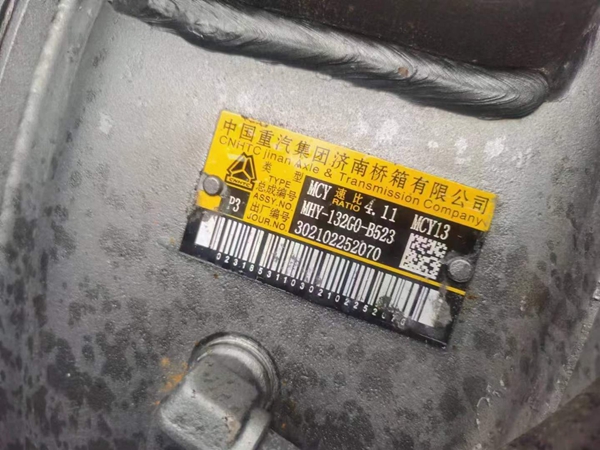 中国重汽集团济南桥箱有限公司
CNHTC Jinan Axle & Transmission Company
类型 TYPE MCY 速比 RATIO 4.11 MCY13
总成编号 ASSY.NO MHY-132G0-B523
P3 出厂编号 JOUR.NO 302102252070